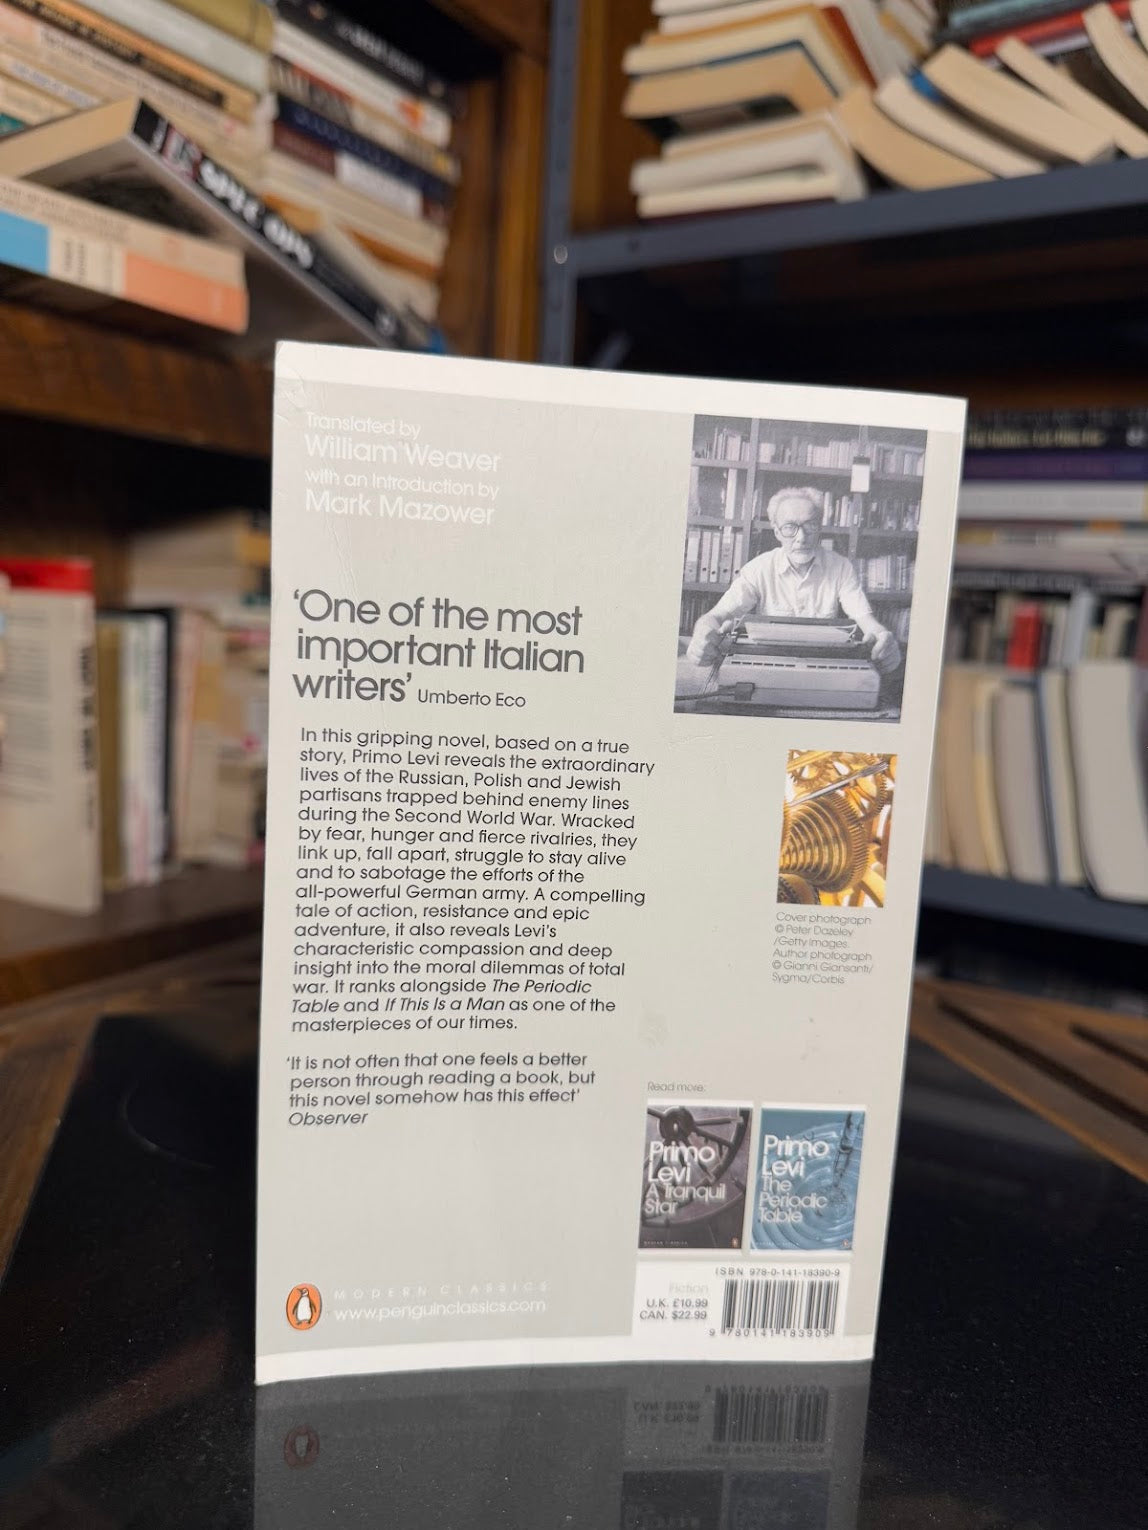 SPEC OPS
Translated by
William Weaver
with an Introduction by
Mark Mazower
‘One of the most
important Italian
writers’ Umberto Eco
In this gripping novel, based on a true
story, Primo Levi reveals the extraordinary
lives of the Russian, Polish and Jewish
partisans trapped behind enemy lines
during the Second World War. Wracked
by fear, hunger and fierce rivalries, they
link up, fall apart, struggle to stay alive
and to sabotage the efforts of the
all-powerful German army. A compelling
tale of action, resistance and epic
adventure, it also reveals Levi’s
characteristic compassion and deep
insight into the moral dilemmas of total
war. It ranks alongside The Periodic
Table and If This Is a Man as one of the
masterpieces of our times.
‘It is not often that one feels a better
person through reading a book, but
this novel somehow has this effect’
Observer
Cover photograph
© Peter Dazeley
/Getty Images.
Author photograph
© Gianni Giansanti/
Sygma/Corbis
Read more:
Primo
Levi
A Tranquil
Star
Primo
Levi
The
Periodic
Table
MODERN CLASSICS
www.penguinclassics.com
ISBN 978-0-141-18390-9
Fiction
U.K. £10.99
CAN. $22.99
9 780141 183909